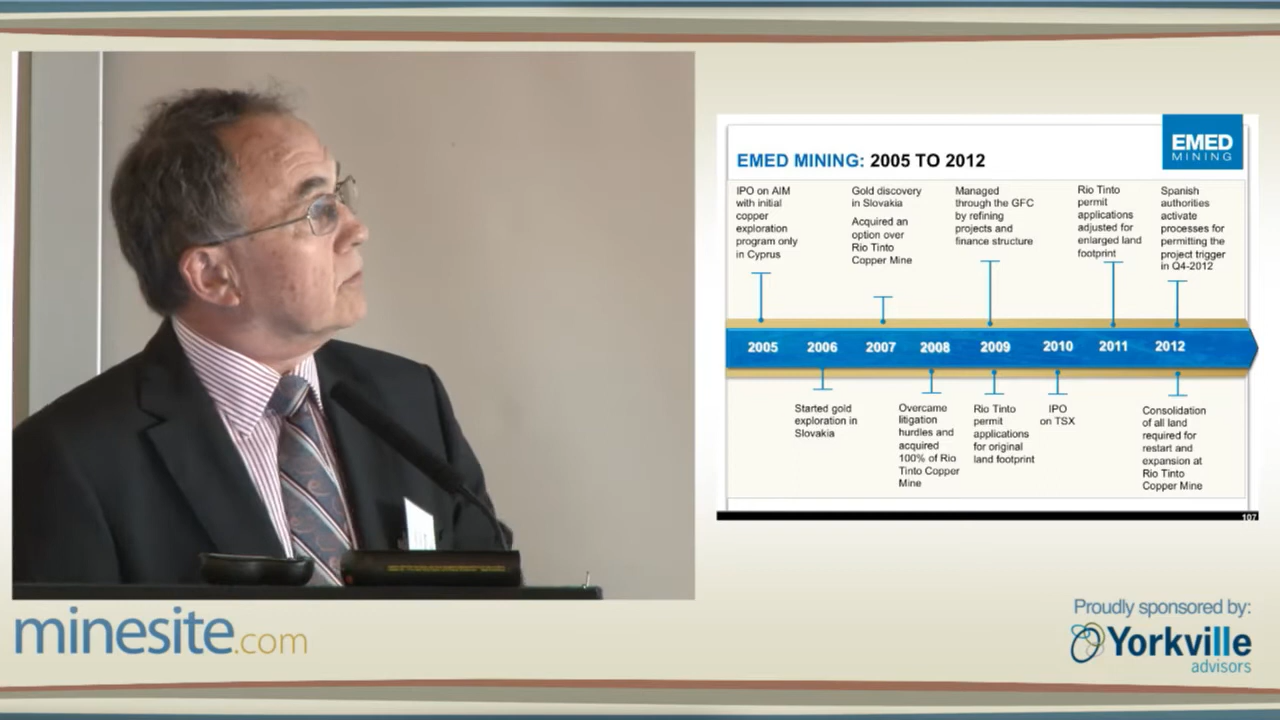 EMED
MINING
EMED MINING: 2005 TO 2012
IPO on AIM
with initial
copper
exploration
program only
in Cyprus
Gold discovery
in Slovakia
Acquired an
option over
Rio Tinto
Copper Mine
Managed
through the GFC
by refining
projects and
finance structure
Rio Tinto
permit
applications
adjusted for
enlarged land
footprint
Spanish
authorities
activate
processes for
permitting the
project trigger
in Q4-2012
2005 2006 2007 2008 2009 2010 2011 2012
Started gold
exploration in
Slovakia
Overcame
litigation
hurdles and
acquired
100% of Rio
Tinto Copper
Mine
Rio Tinto
permit
applications
for original
land footprint
IPO
on TSX
Consolidation
of all land
required for
restart and
expansion at
Rio Tinto
Copper Mine
107
minesite.com
Proudly sponsored by:
Yorkville
advisors